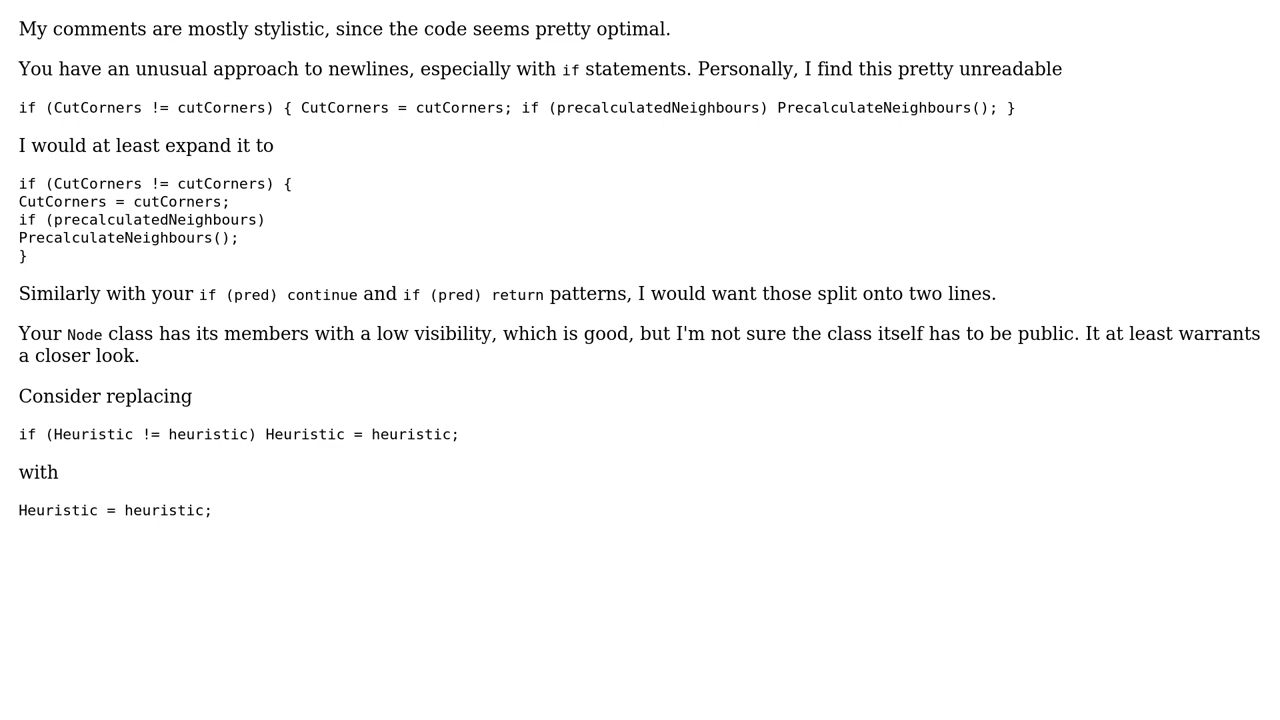 My comments are mostly stylistic, since the code seems pretty optimal.
You have an unusual approach to newlines, especially with if statements. Personally, I find this pretty unreadable
if (CutCorners != cutCorners) { CutCorners = cutCorners; if (precalculatedNeighbours) PrecalculateNeighbours(); }
I would at least expand it to
if (CutCorners != cutCorners) {
CutCorners = cutCorners;
if (precalculatedNeighbours)
PrecalculateNeighbours();
}
Similarly with your if (pred) continue and if (pred) return patterns, I would want those split onto two lines.
Your Node class has its members with a low visibility, which is good, but I'm not sure the class itself has to be public. It at least warrants
a closer look.
Consider replacing
if (Heuristic != heuristic) Heuristic = heuristic;
with
Heuristic = heuristic;